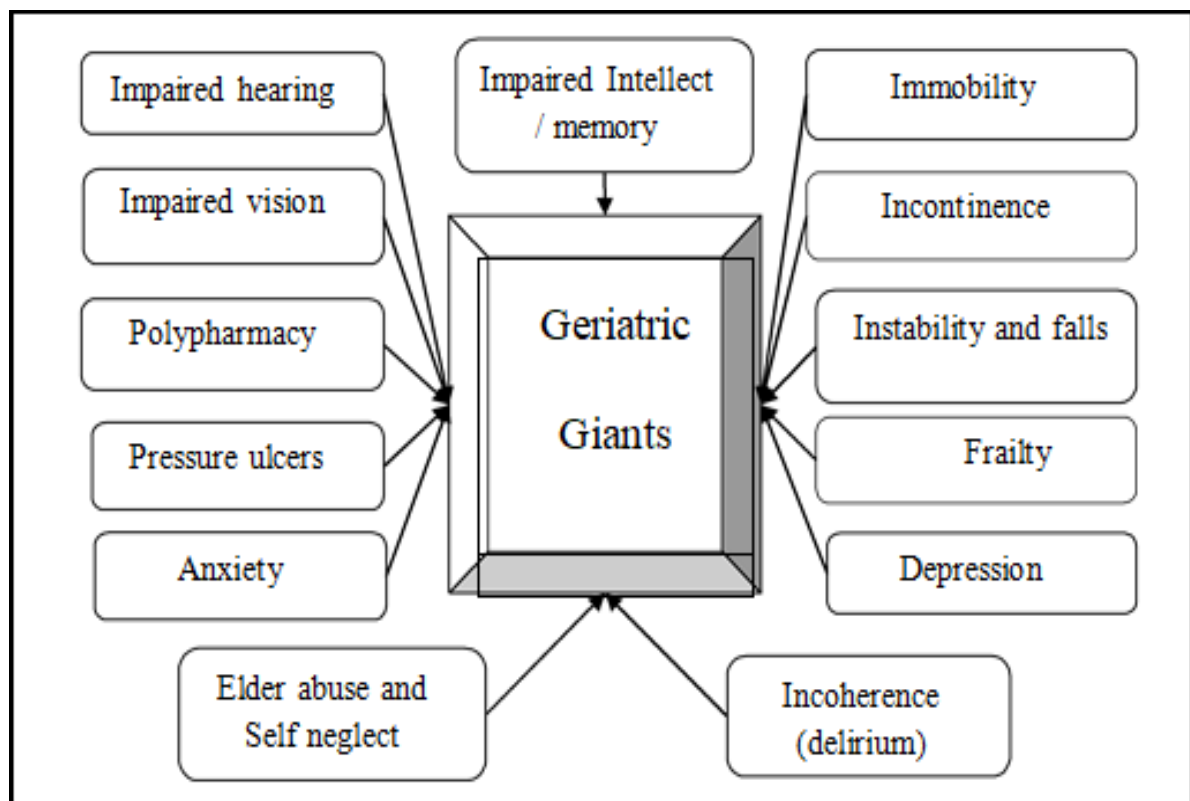 Impaired hearing
Impaired Intellect
/ memory
Immobility
Impaired vision
Incontinence
Polypharmacy
Geriatric
Giants
Instability and falls
Pressure ulcers
Frailty
Anxiety
Depression
Elder abuse and
Self neglect
Incoherence
(delirium)